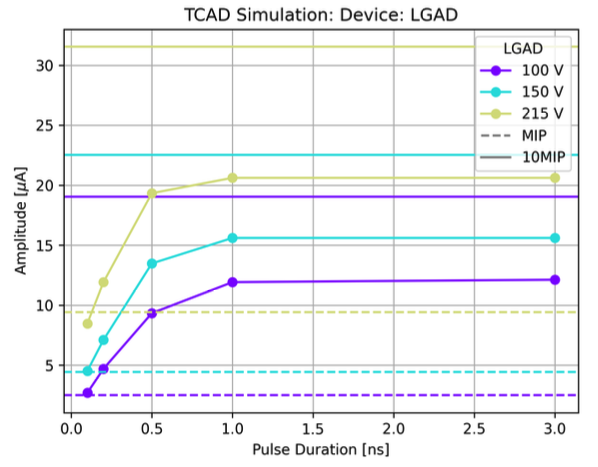 TCAD Simulation: Device: LGAD
LGAD
100 V
150 V
215 V
MIP
10MIP
Amplitude [μA]
30
25
20
15
10
5
0.0 0.5 1.0 1.5 2.0 2.5 3.0
Pulse Duration [ns]